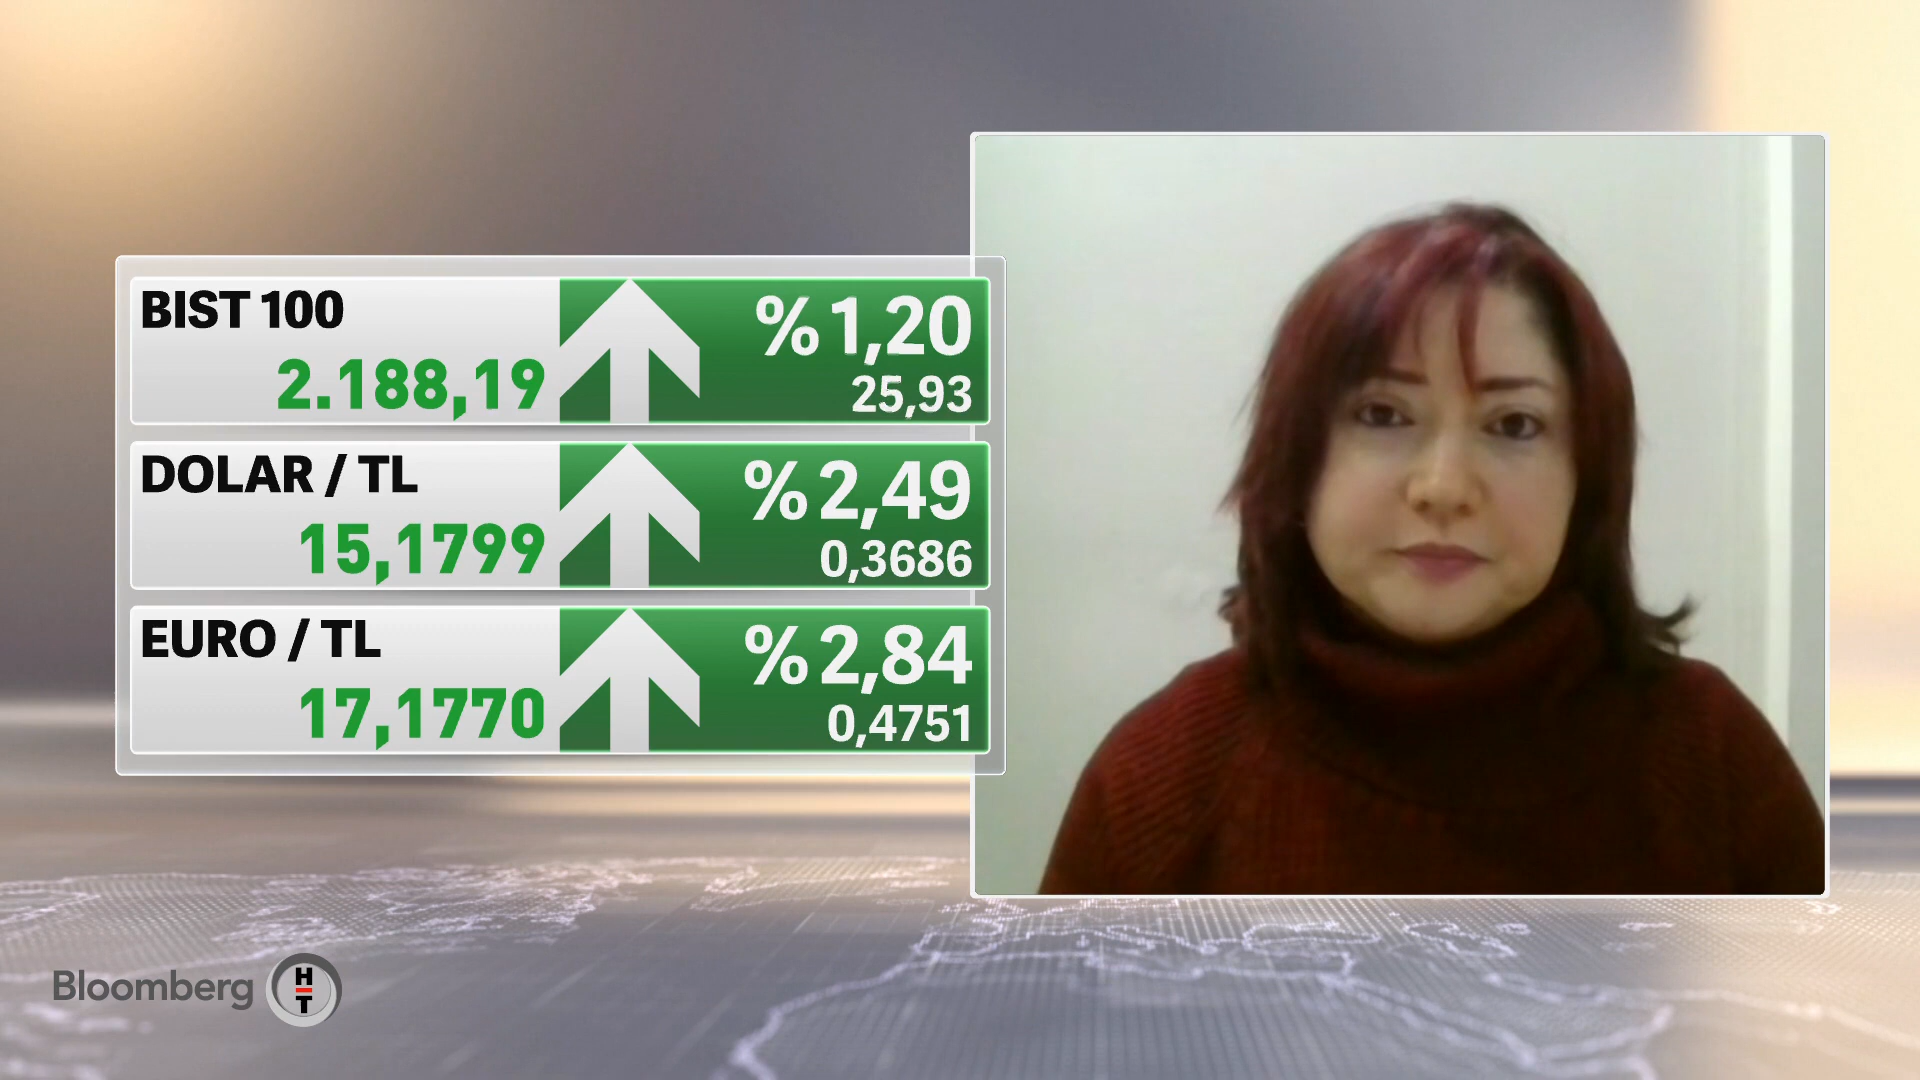 BIST 100
2.188,19
%1,20
25,93
DOLAR / TL
15,1799
%2,49
0,3686
EURO / TL
17,1770
%2,84
0,4751
Bloomberg HT